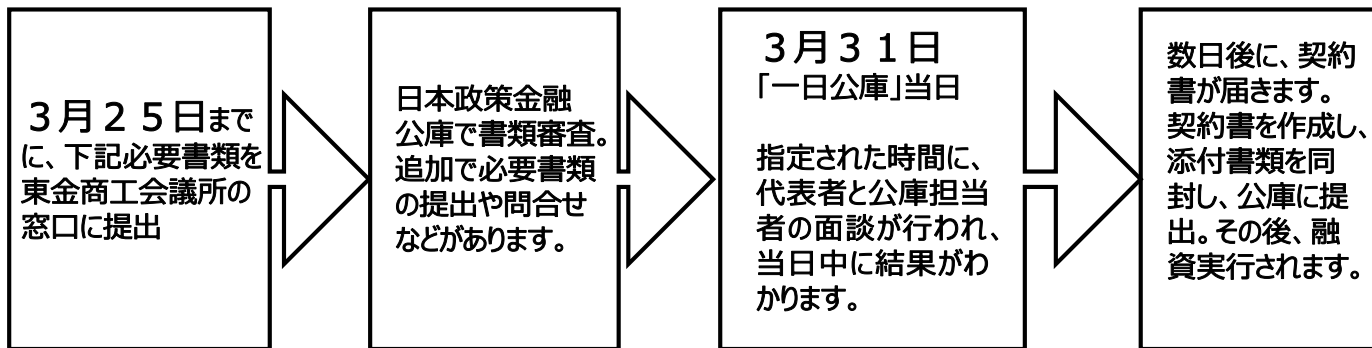 ３月２５日まで
に、下記必要書類を
東金商工会議所の
窓口に提出
日本政策金融
公庫で書類審査。
追加で必要書類
の提出や問合せ
などがあります。
３月３１日
「一日公庫」当日
指定された時間に、
代表者と公庫担当
者の面談が行われ、
当日中に結果がわ
かります。
数日後に、契約
書が届きます。
契約書を作成し、
添付書類を同
封し、公庫に提
出。その後、融
資実行されます。